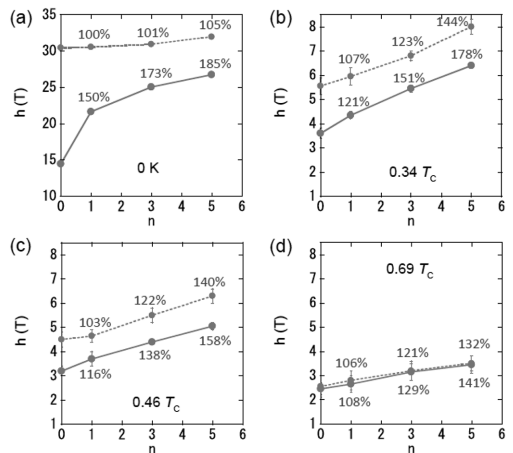 (a)
35
30
25
20
15
10
h (T)
100%
101%
105%
150%
173%
185%
0 K
0 1 2 3 4 5 6
n
(b)
8
7
6
5
4
3
2
1
h (T)
107%
123%
144%
121%
151%
178%
0.34 TC
0 1 2 3 4 5 6
n
(c)
8
7
6
5
4
3
2
1
h (T)
103%
122%
140%
116%
138%
158%
0.46 TC
0 1 2 3 4 5 6
n
(d)
8
7
6
5
4
3
2
1
h (T)
0.69 TC
106%
121%
132%
108%
129%
141%
0 1 2 3 4 5 6
n